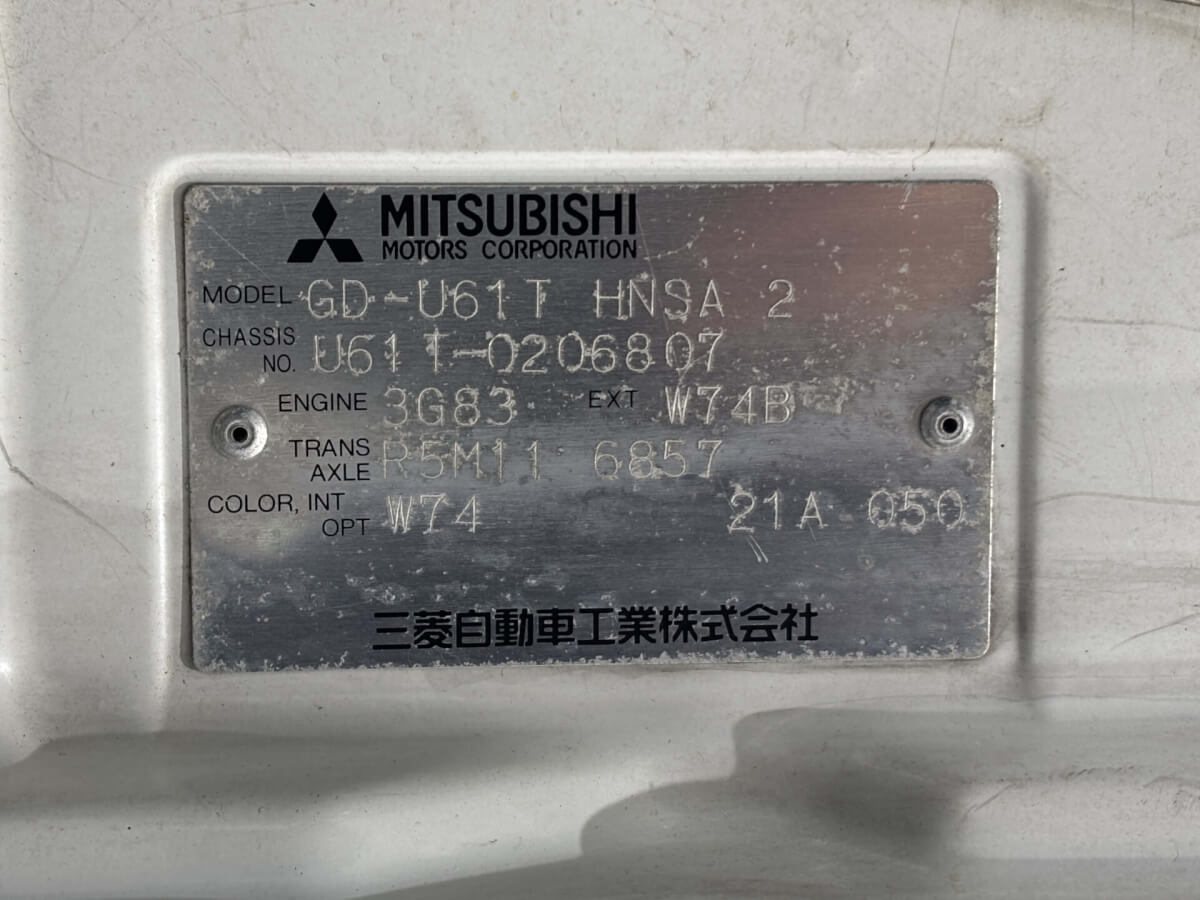 MITSUBISHI
MOTORS CORPORATION
MODEL GD-U61T HNSA 2
CHASSIS NO. U61T-0206807
ENGINE 3G83 EXT W74B
TRANS AXLE R5M11 6857
COLOR, INT OPT W74 21A 050
三菱自動車工業株式会社